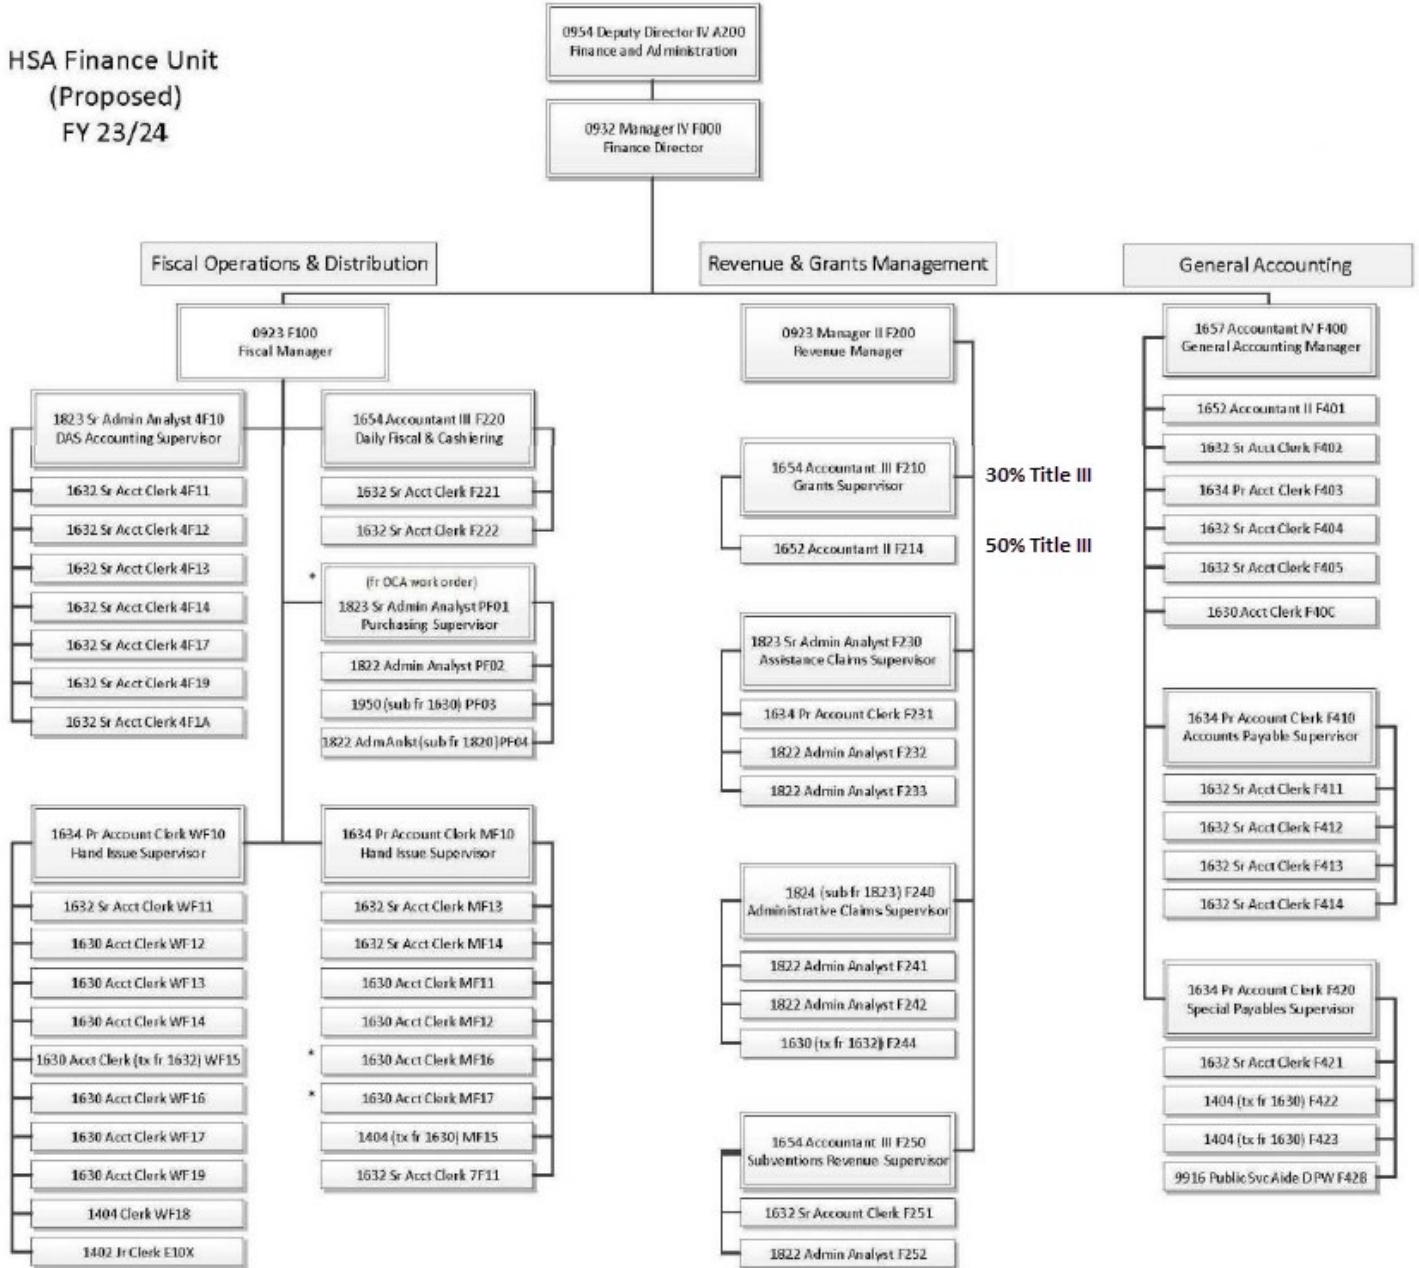 HSA Finance Unit
(Proposed)
FY 23/24
0954 Deputy Director IV A200
Finance and Administration
0932 Manager IV F000
Finance Director
Fiscal Operations & Distribution
0923 F100
Fiscal Manager
1823 Sr Admin Analyst 4F10
DAS Accounting Supervisor
1632 Sr Acct Clerk 4F11
1632 Sr Acct Clerk 4F12
1632 Sr Acct Clerk 4F13
1632 Sr Acct Clerk 4F14
1632 Sr Acct Clerk 4F17
1632 Sr Acct Clerk 4F19
1632 Sr Acct Clerk 4F1A
1654 Accountant III F220
Daily Fiscal & Cashiering
1632 Sr Acct Clerk F221
1632 Sr Acct Clerk F222
*
(fr OCA work order)
1823 Sr Admin Analyst PF01
Purchasing Supervisor
1822 Admin Analyst PF02
1950 (sub fr 1630) PF03
1822 AdmAnlst (sub fr 1820)PF04
1634 Pr Account Clerk WF10
Hand Issue Supervisor
1632 Sr Acct Clerk WF11
1630 Acct Clerk WF12
1630 Acct Clerk WF13
1630 Acct Clerk WF14
1630 Acct Clerk (tx fr 1632) WF15
1630 Acct Clerk WF16
1630 Acct Clerk WF17
1630 Acct Clerk WF19
1404 Clerk WF18
1402 Jr Clerk E10X
1634 Pr Account Clerk MF10
Hand Issue Supervisor
1632 Sr Acct Clerk MF13
1632 Sr Acct Clerk MF14
1630 Acct Clerk MF11
1630 Acct Clerk MF12
* 1630 Acct Clerk MF16
* 1630 Acct Clerk MF17
1404 (tx fr 1630) MF15
1632 Sr Acct Clerk 7F11
Revenue & Grants Management
0923 Manager II F200
Revenue Manager
1654 Accountant III F210
Grants Supervisor
30% Title III
1652 Accountant II F214
50% Title III
1823 Sr Admin Analyst F230
Assistance Claims Supervisor
1634 Pr Account Clerk F231
1822 Admin Analyst F232
1822 Admin Analyst F233
1824 (sub fr 1823) F240
Administrative Claims Supervisor
1822 Admin Analyst F241
1822 Admin Analyst F242
1630 (tx fr 1632) F244
1654 Accountant III F250
Subventions Revenue Supervisor
1632 Sr Account Clerk F251
1822 Admin Analyst F252
General Accounting
1657 Accountant IV F400
General Accounting Manager
1652 Accountant II F401
1632 Sr Acct Clerk F402
1634 Pr Acct Clerk F403
1632 Sr Acct Clerk F404
1632 Sr Acct Clerk F405
1630 Acct Clerk F40C
1634 Pr Account Clerk F410
Accounts Payable Supervisor
1632 Sr Acct Clerk F411
1632 Sr Acct Clerk F412
1632 Sr Acct Clerk F413
1632 Sr Acct Clerk F414
1634 Pr Account Clerk F420
Special Payables Supervisor
1632 Sr Acct Clerk F421
1404 (tx fr 1630) F422
1404 (tx fr 1630) F423
9916 Public Svc Aide DPW F42B